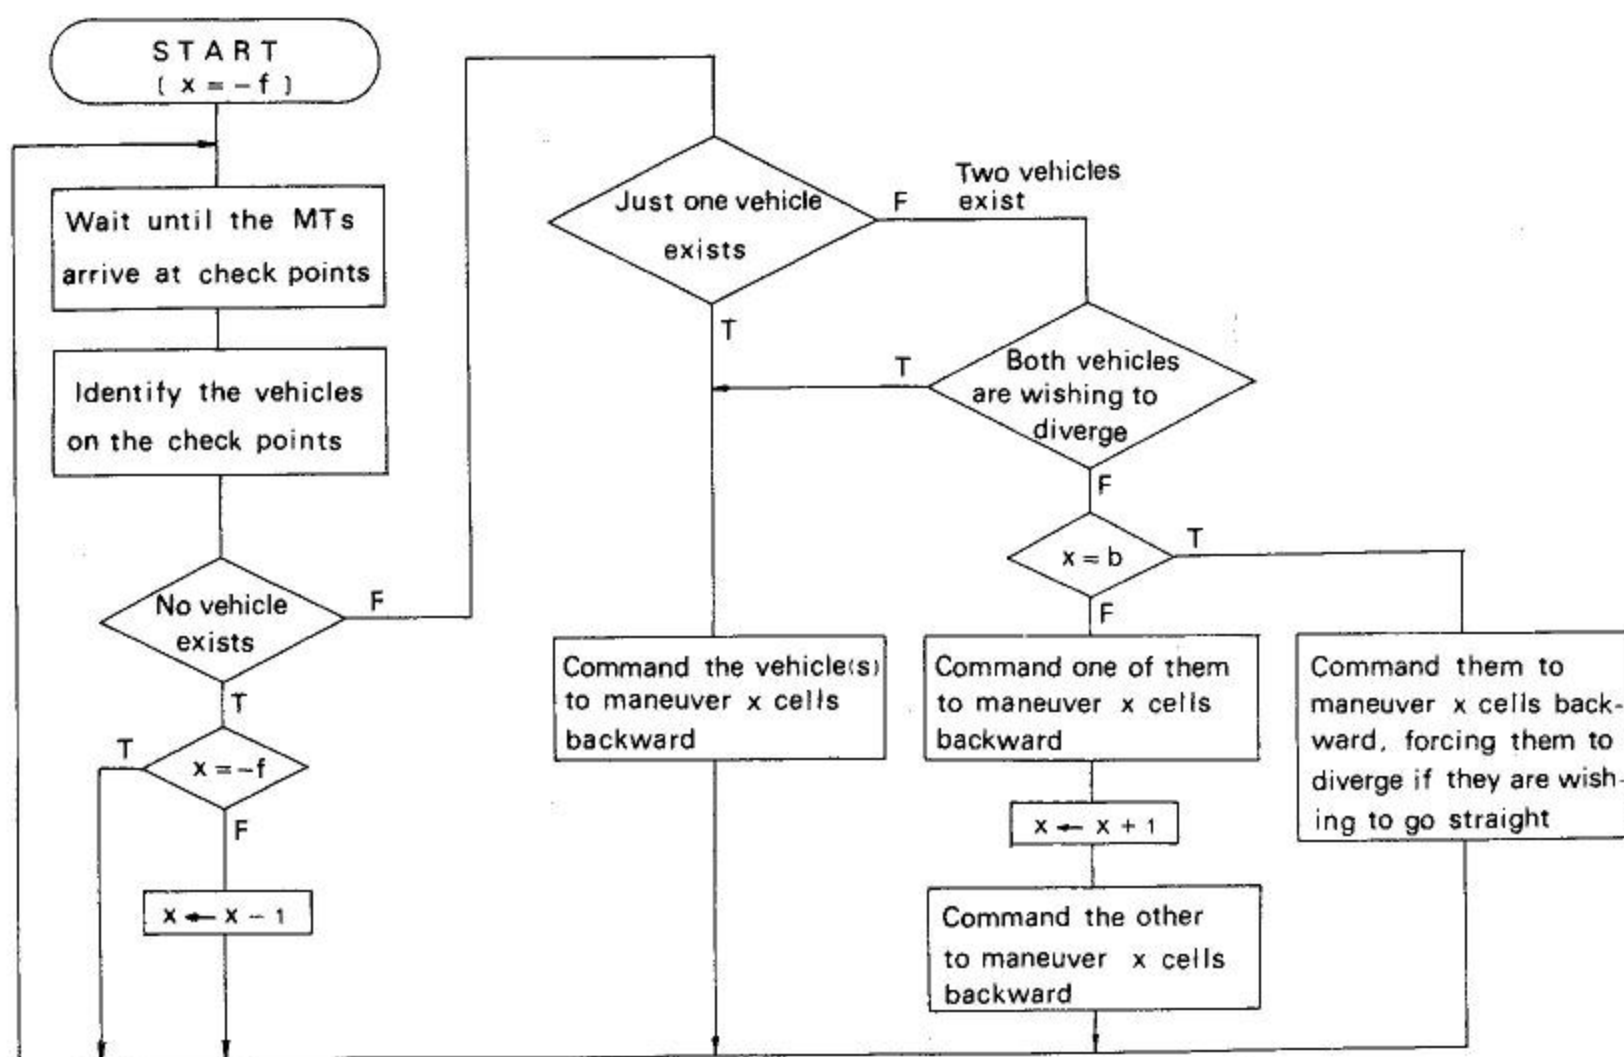 START
( x = -f )
Wait until the MTs
arrive at check points
Identify the vehicles
on the check points
No vehicle
exists
F
T
x = -f
T
F
x ← x - 1
Just one vehicle
exists
F
Two vehicles
exist
T
Both vehicles
are wishing to
diverge
T
F
x = b
T
F
Command the vehicle(s)
to maneuver x cells
backward
Command one of them
to maneuver x cells
backward
x ← x + 1
Command the other
to maneuver x cells
backward
Command them to
maneuver x cells back-
ward, forcing them to
diverge if they are wish-
ing to go straight